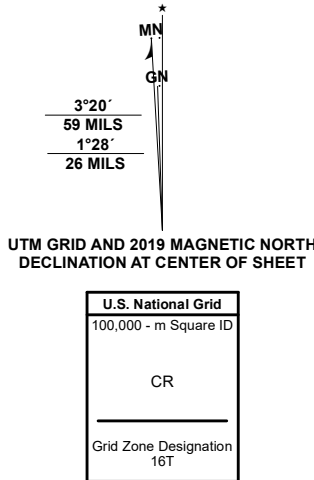 ★
MN
GN
3°20´
59 MILS
1°28´
26 MILS
UTM GRID AND 2019 MAGNETIC NORTH
DECLINATION AT CENTER OF SHEET
U.S. National Grid
100,000 - m Square ID
CR
Grid Zone Designation
16T